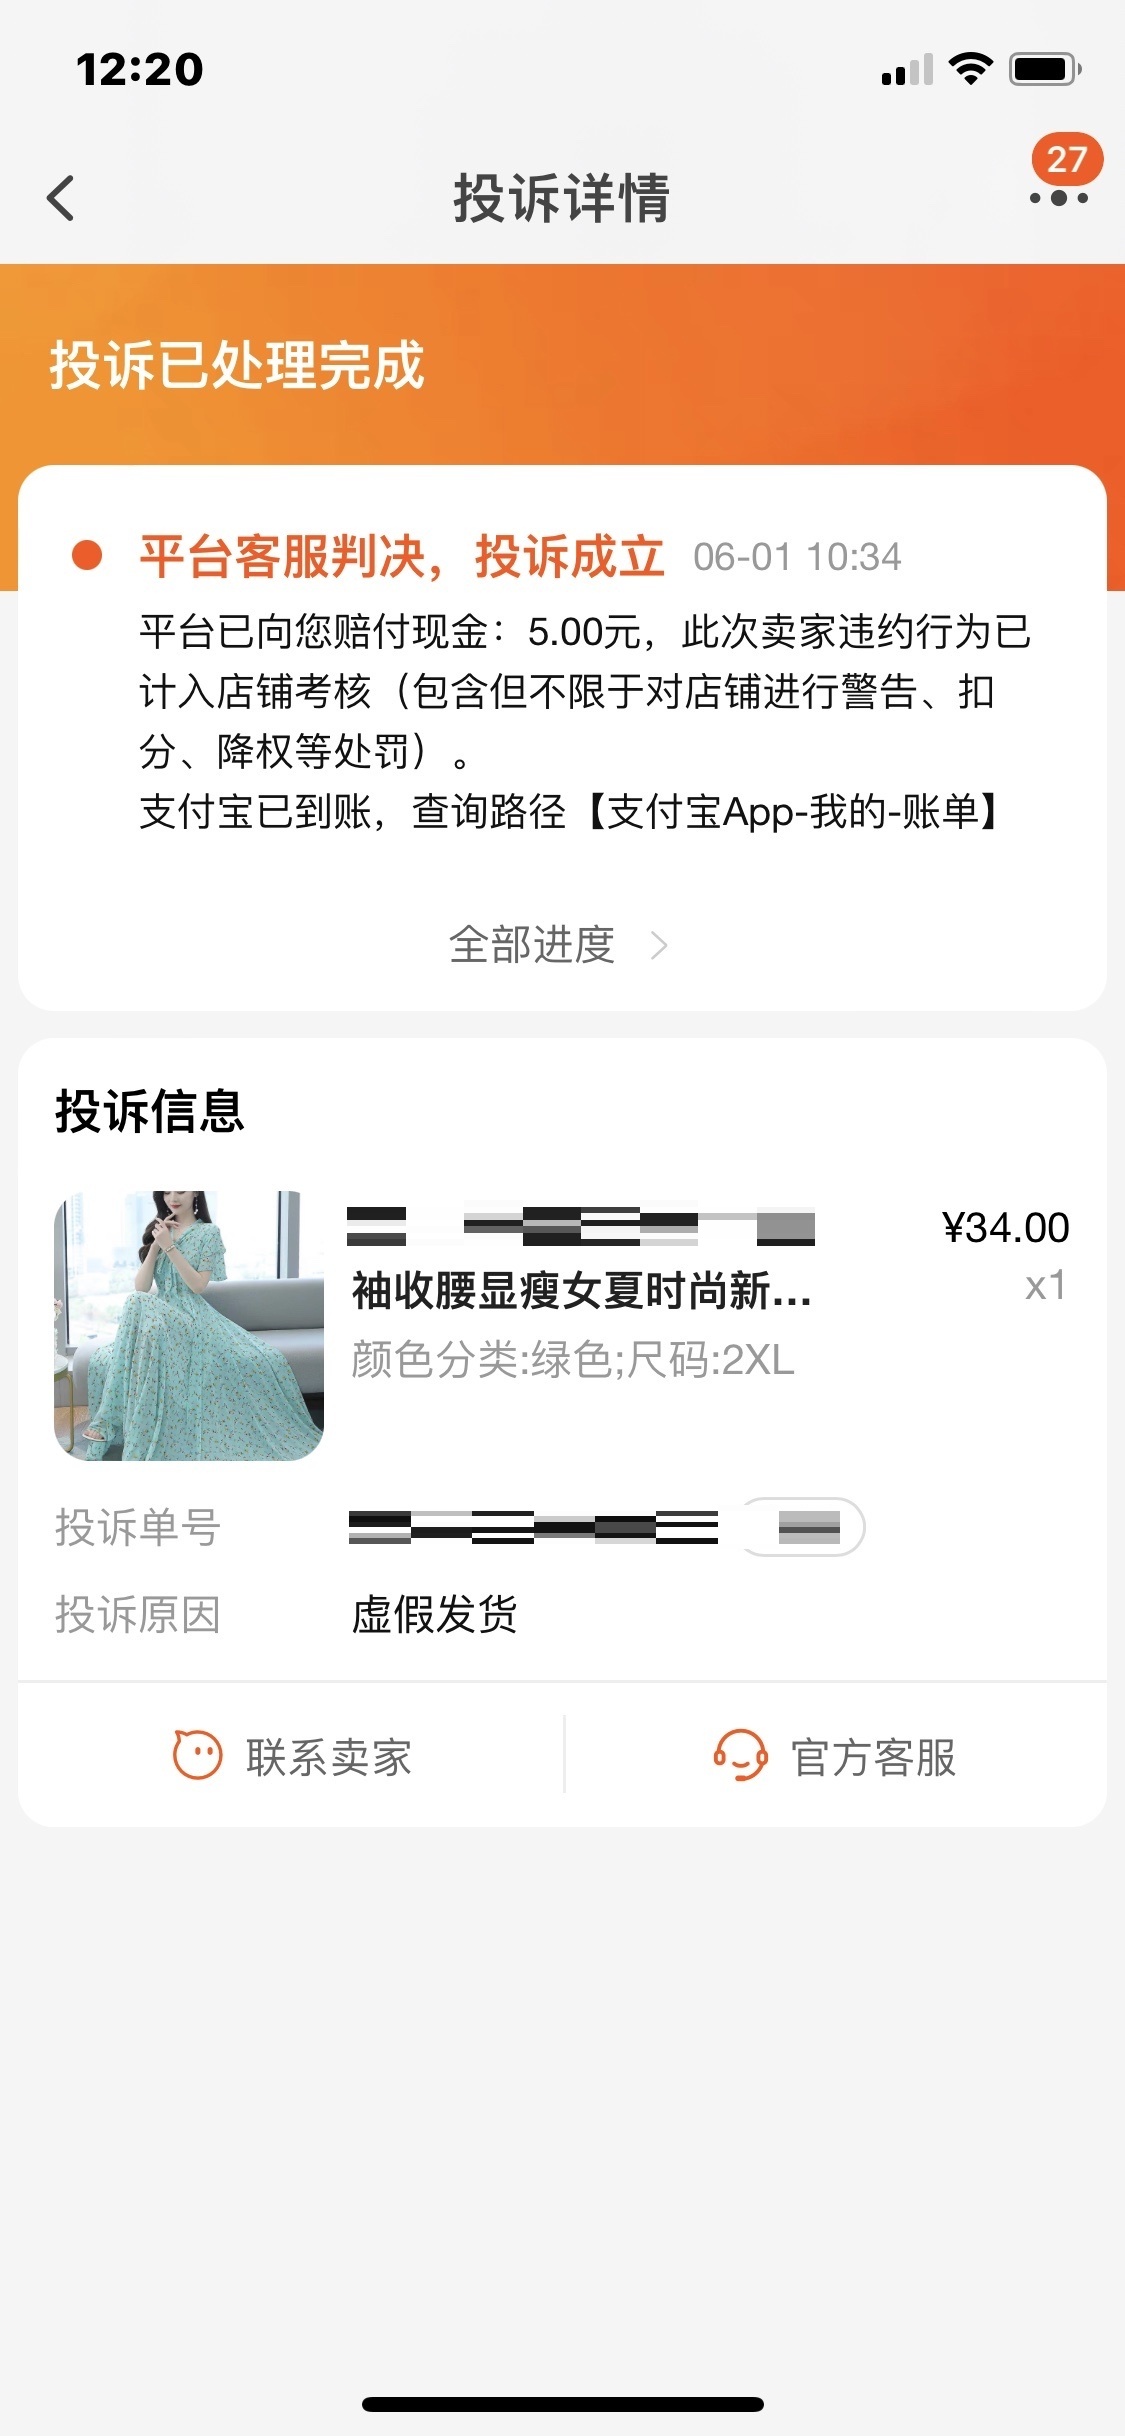 12:20
27
投诉详情
投诉已处理完成
平台客服判决，投诉成立 06-01 10:34
平台已向您赔付现金：5.00元，此次卖家违约行为已
计入店铺考核（包含但不限于对店铺进行警告、扣
分、降权等处罚）。
支付宝已到账，查询路径【支付宝App-我的-账单】
全部进度
投诉信息
¥34.00
袖收腰显瘦女夏时尚新...
x1
颜色分类:绿色;尺码:2XL
投诉单号
投诉原因 虚假发货
联系卖家
官方客服